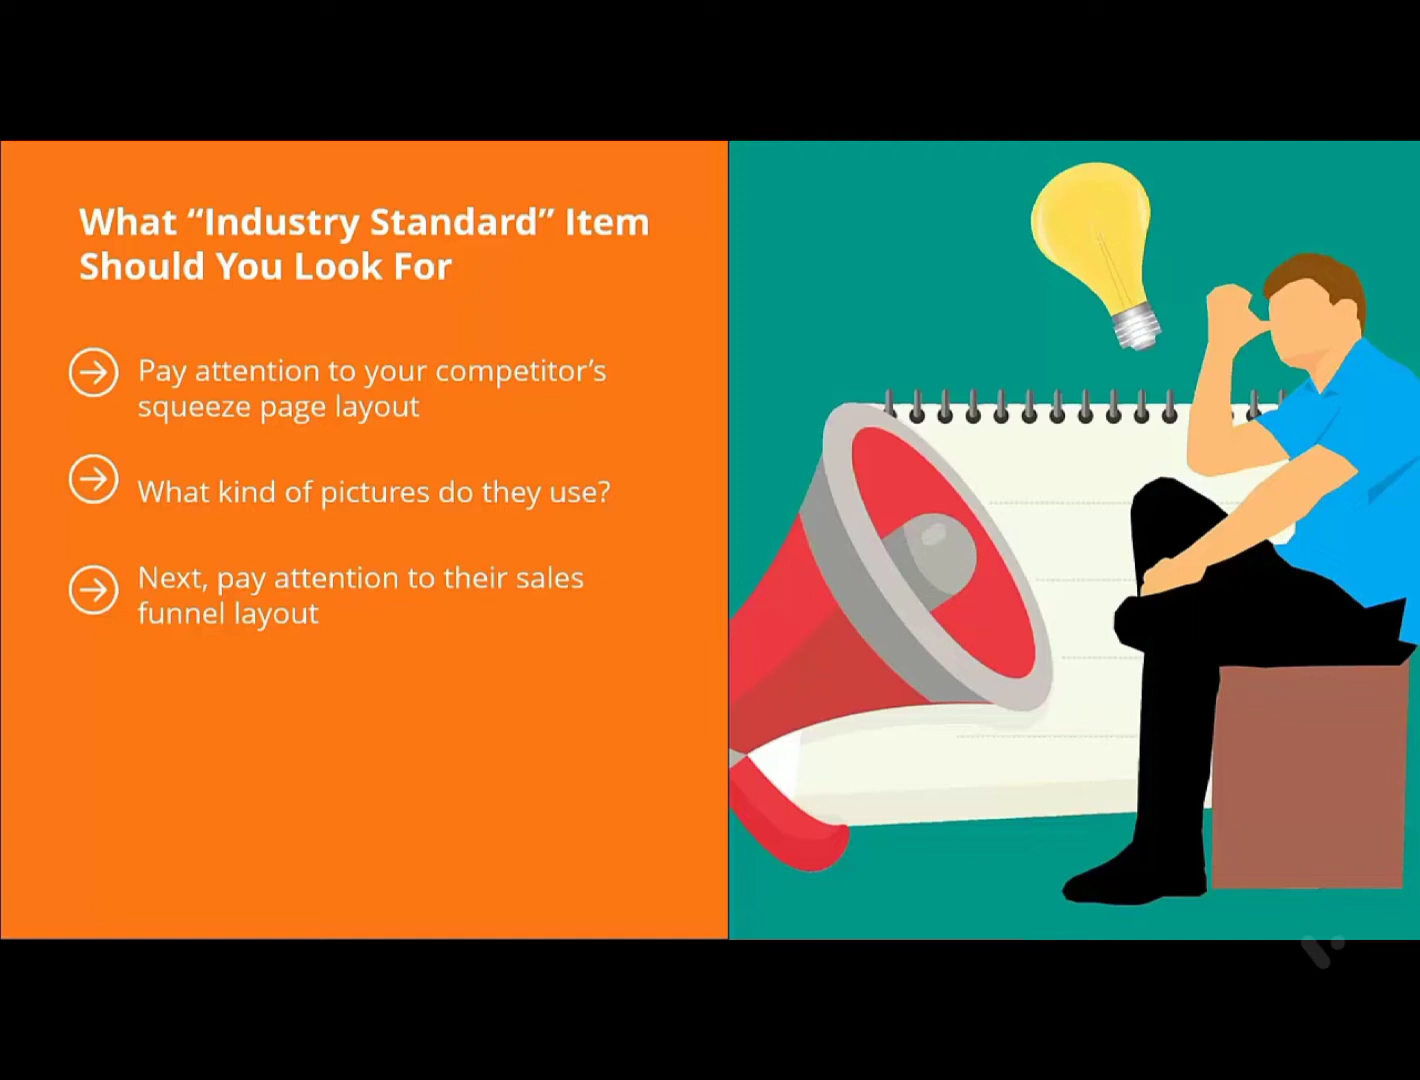 What “Industry Standard” Item
Should You Look For
Pay attention to your competitor’s
squeeze page layout
What kind of pictures do they use?
Next, pay attention to their sales
funnel layout